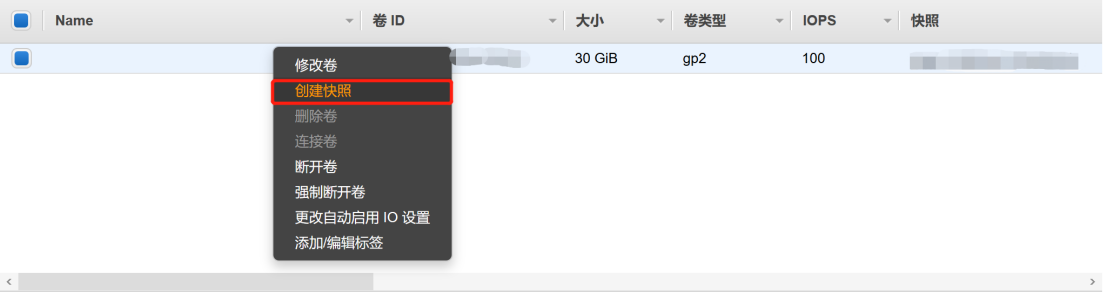 Name 卷 ID 大小 卷类型 IOPS 快照
30 GiB gp2 100
修改卷
创建快照
删除卷
连接卷
断开卷
强制断开卷
更改自动启用 IO 设置
添加/编辑标签